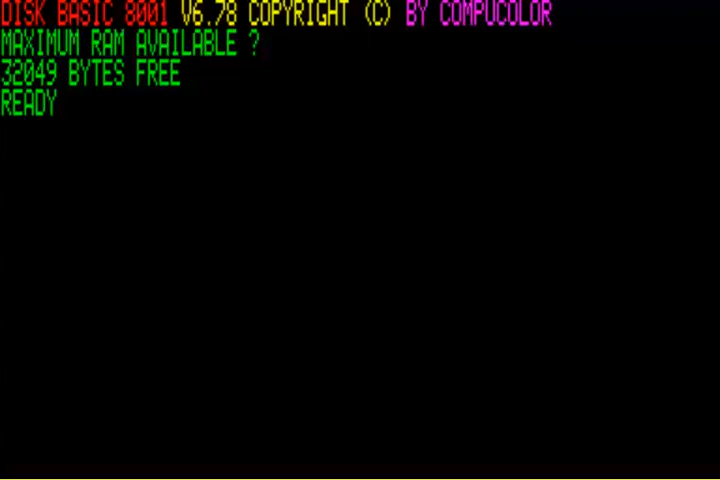 DISK BASIC 8001 V6.78 COPYRIGHT (C) BY COMPUCOLOR
MAXIMUM RAM AVAILABLE ?
32049 BYTES FREE
READY